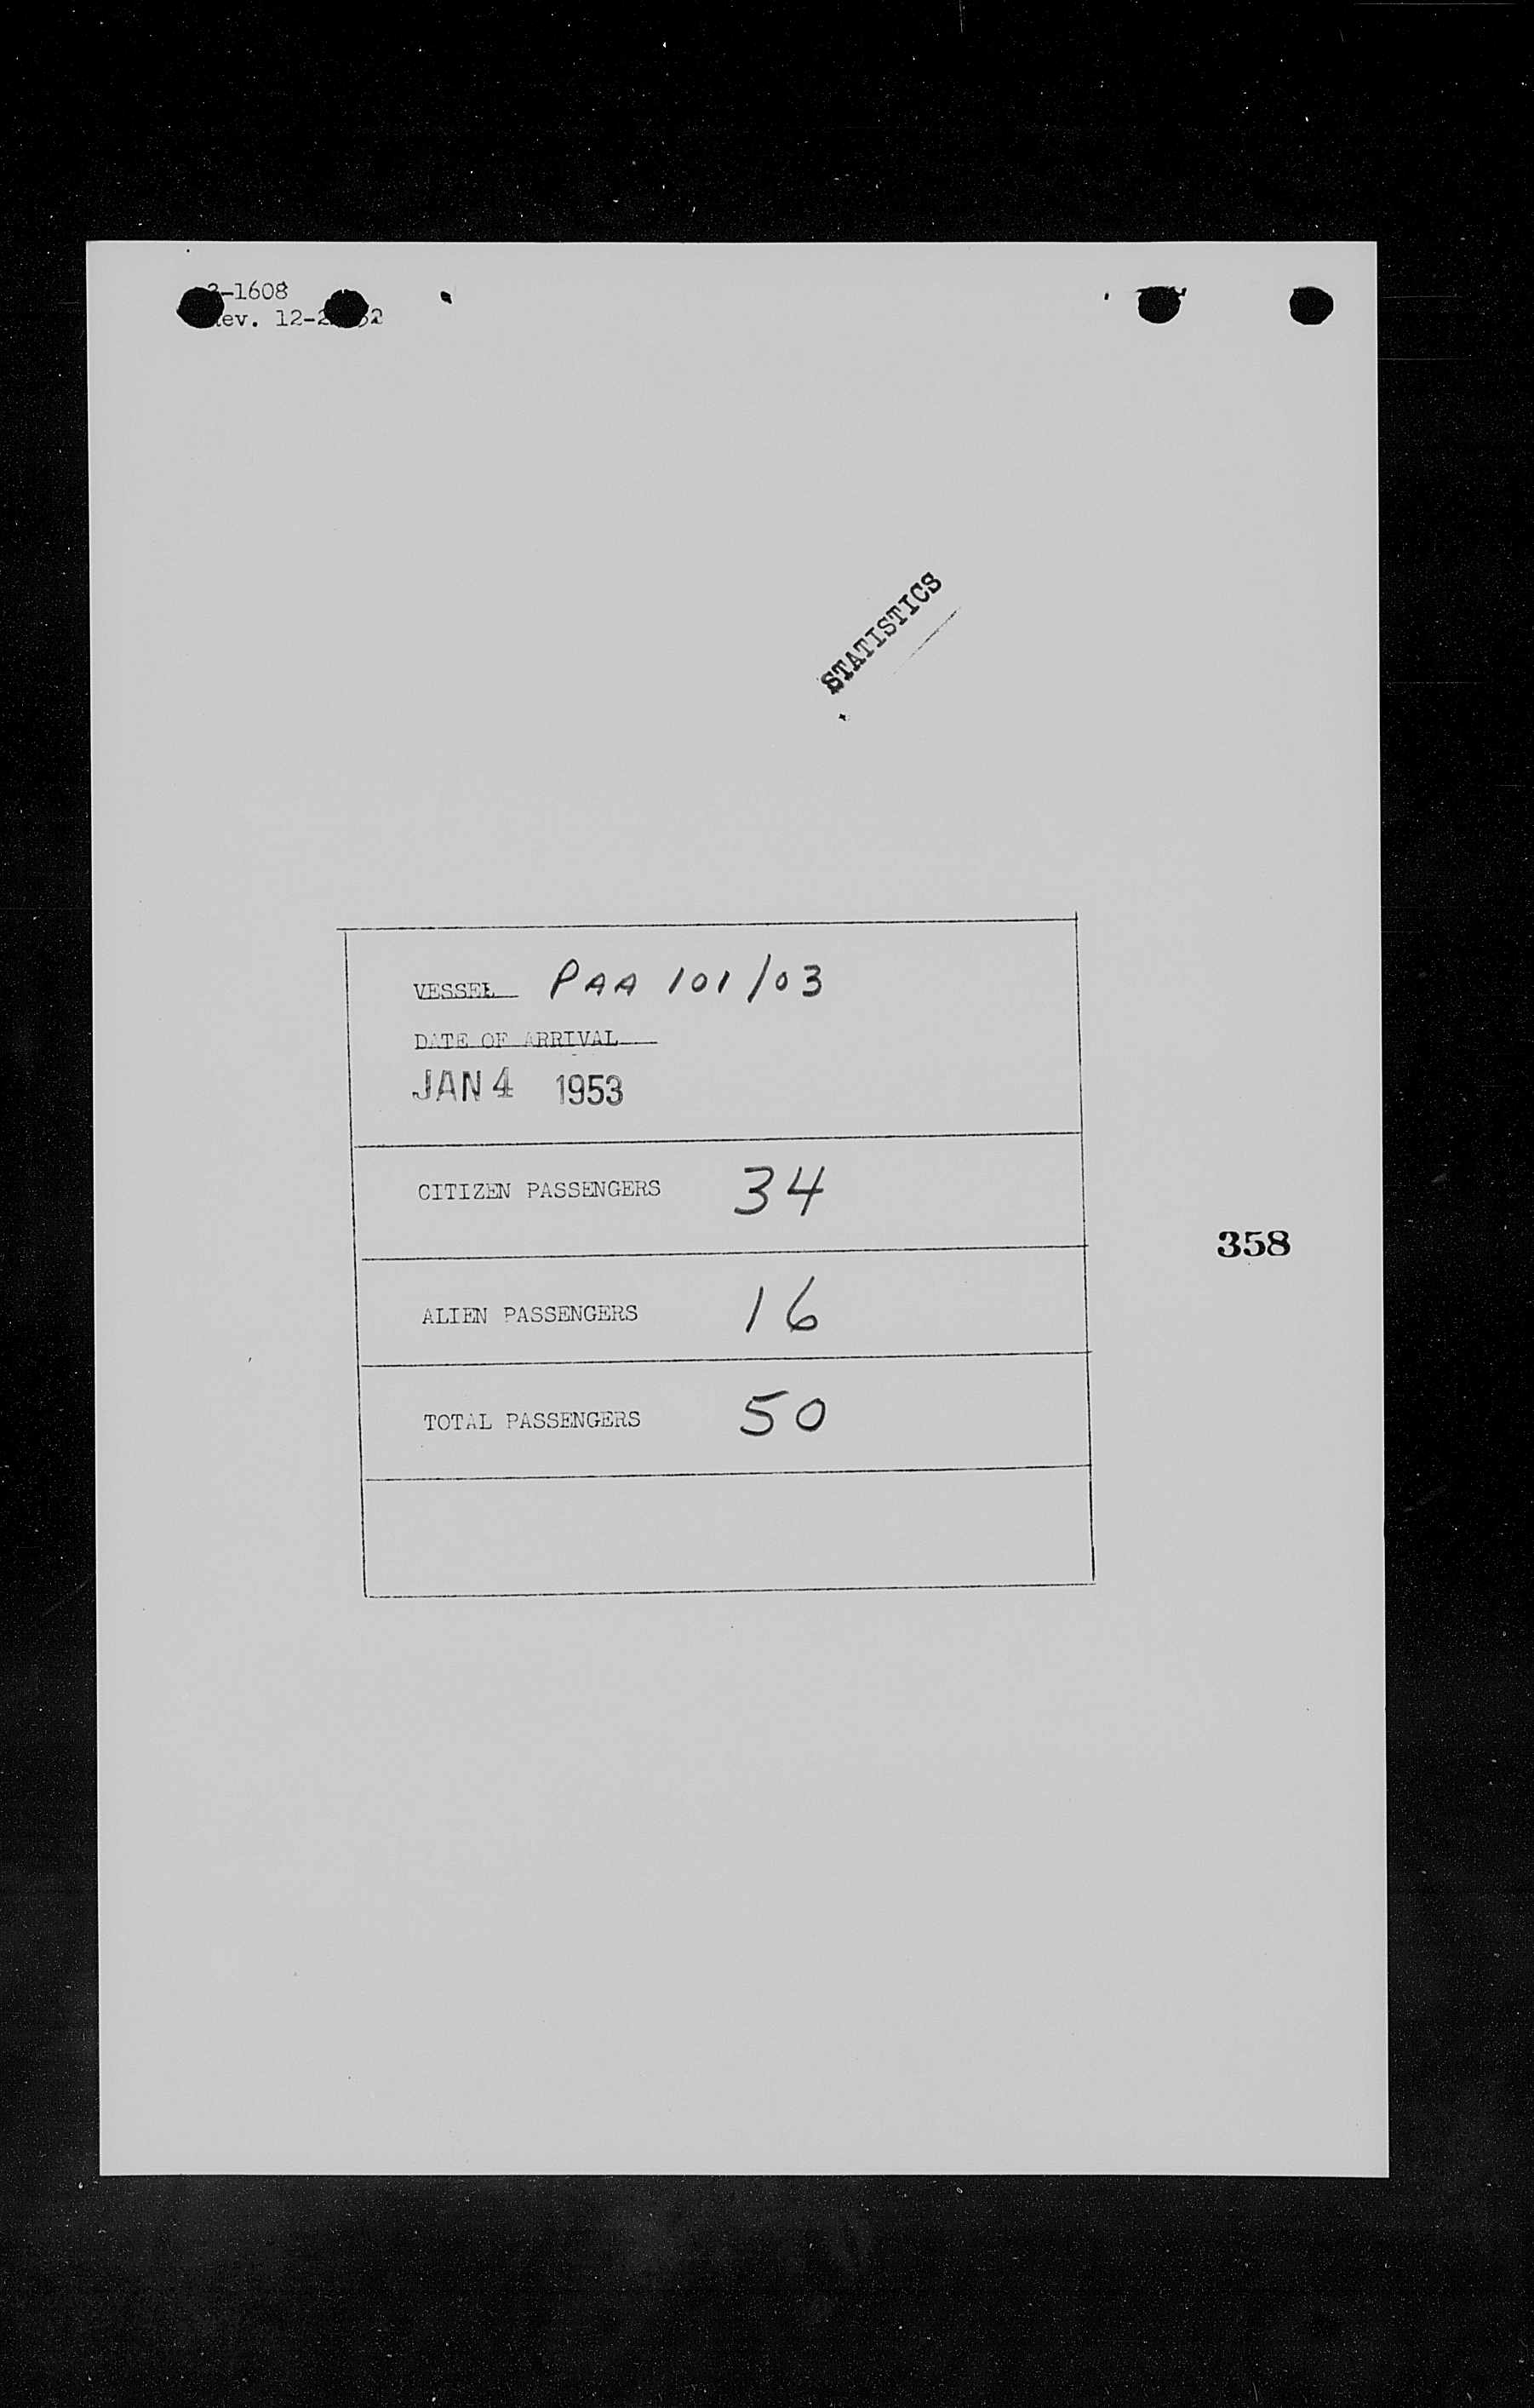 -1608
ev. 12-2
STATISTICS
VESSEL PAA 101/03
DATE OF ARRIVAL
JAN 4 1953
CITIZEN PASSENGERS 34
358
ALIEN PASSENGERS 16
TOTAL PASSENGERS 50